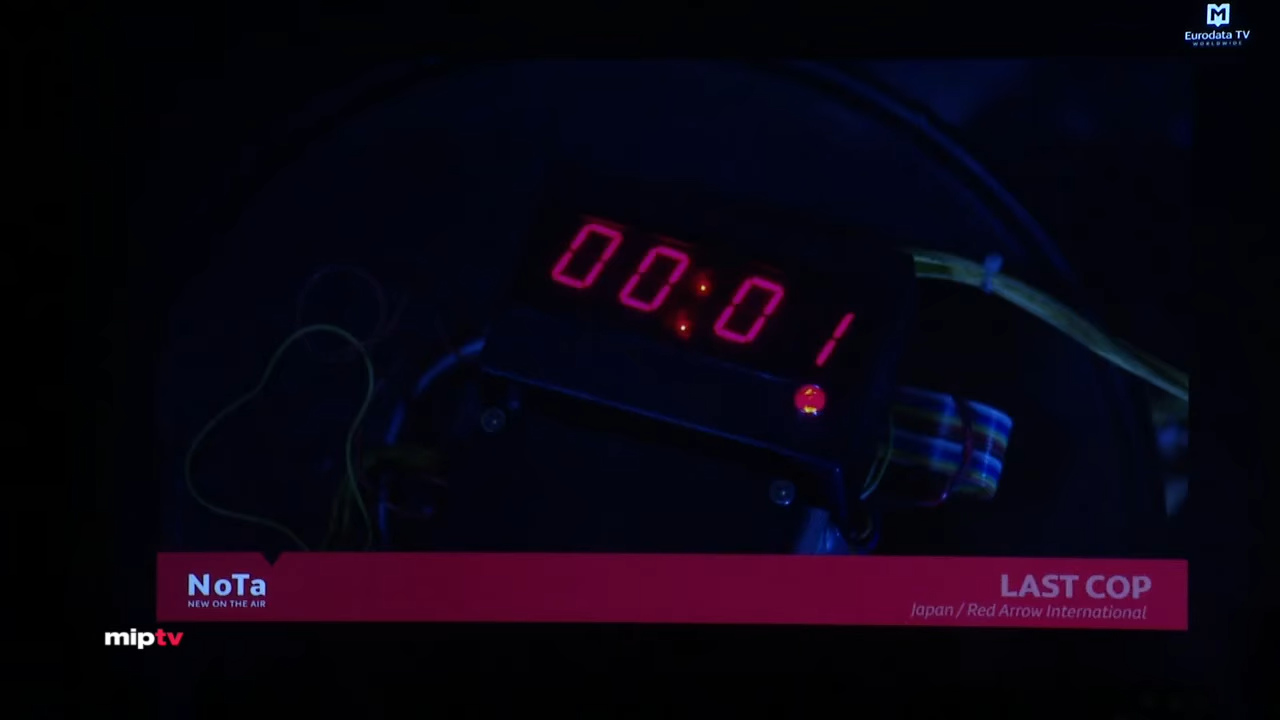 M
Eurodata TV
WORLDWIDE
00:01
NoTa
NEW ON THE AIR
LAST COP
Japan / Red Arrow International
miptv